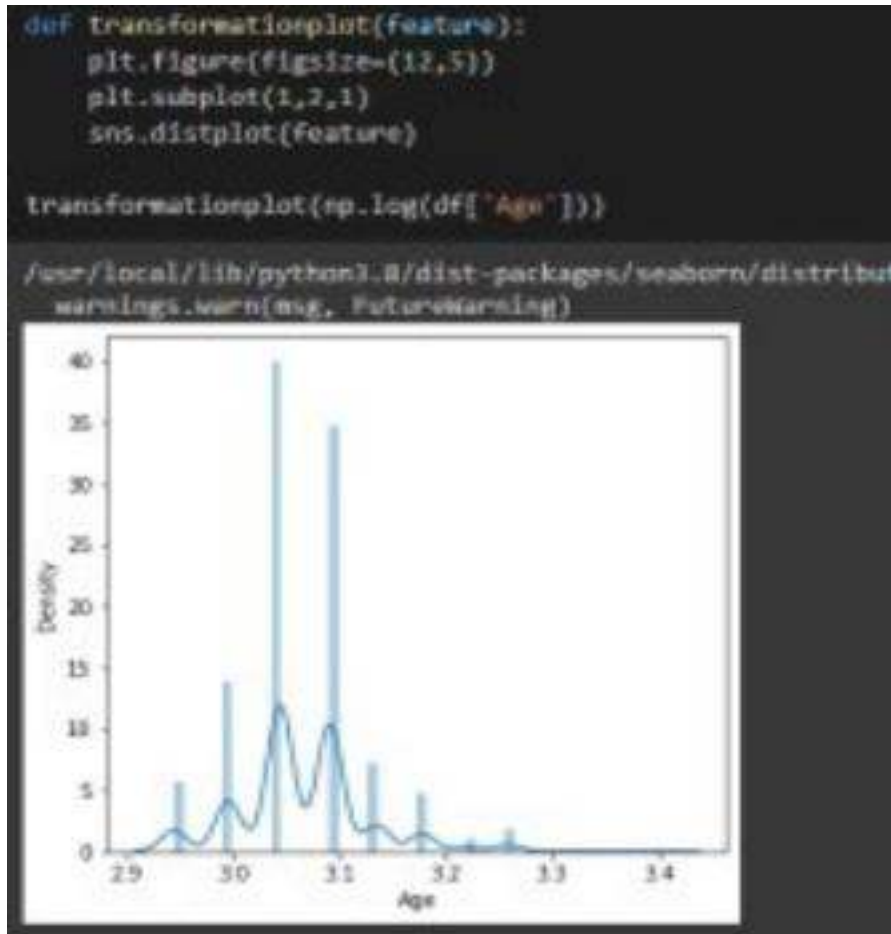 def transformationplot(feature):
plt.figure(figsize=(12,5))
plt.subplot(1,2,1)
sns.distplot(feature)
transformationplot(np.log(df['Age']))
/usr/local/lib/python3.8/dist-packages/seaborn/distribut
warnings.warn(msg, FutureWarning)
40
35
30
25
20
15
10
5
0
Density
2.9 3.0 3.1 3.2 3.3 3.4
Age